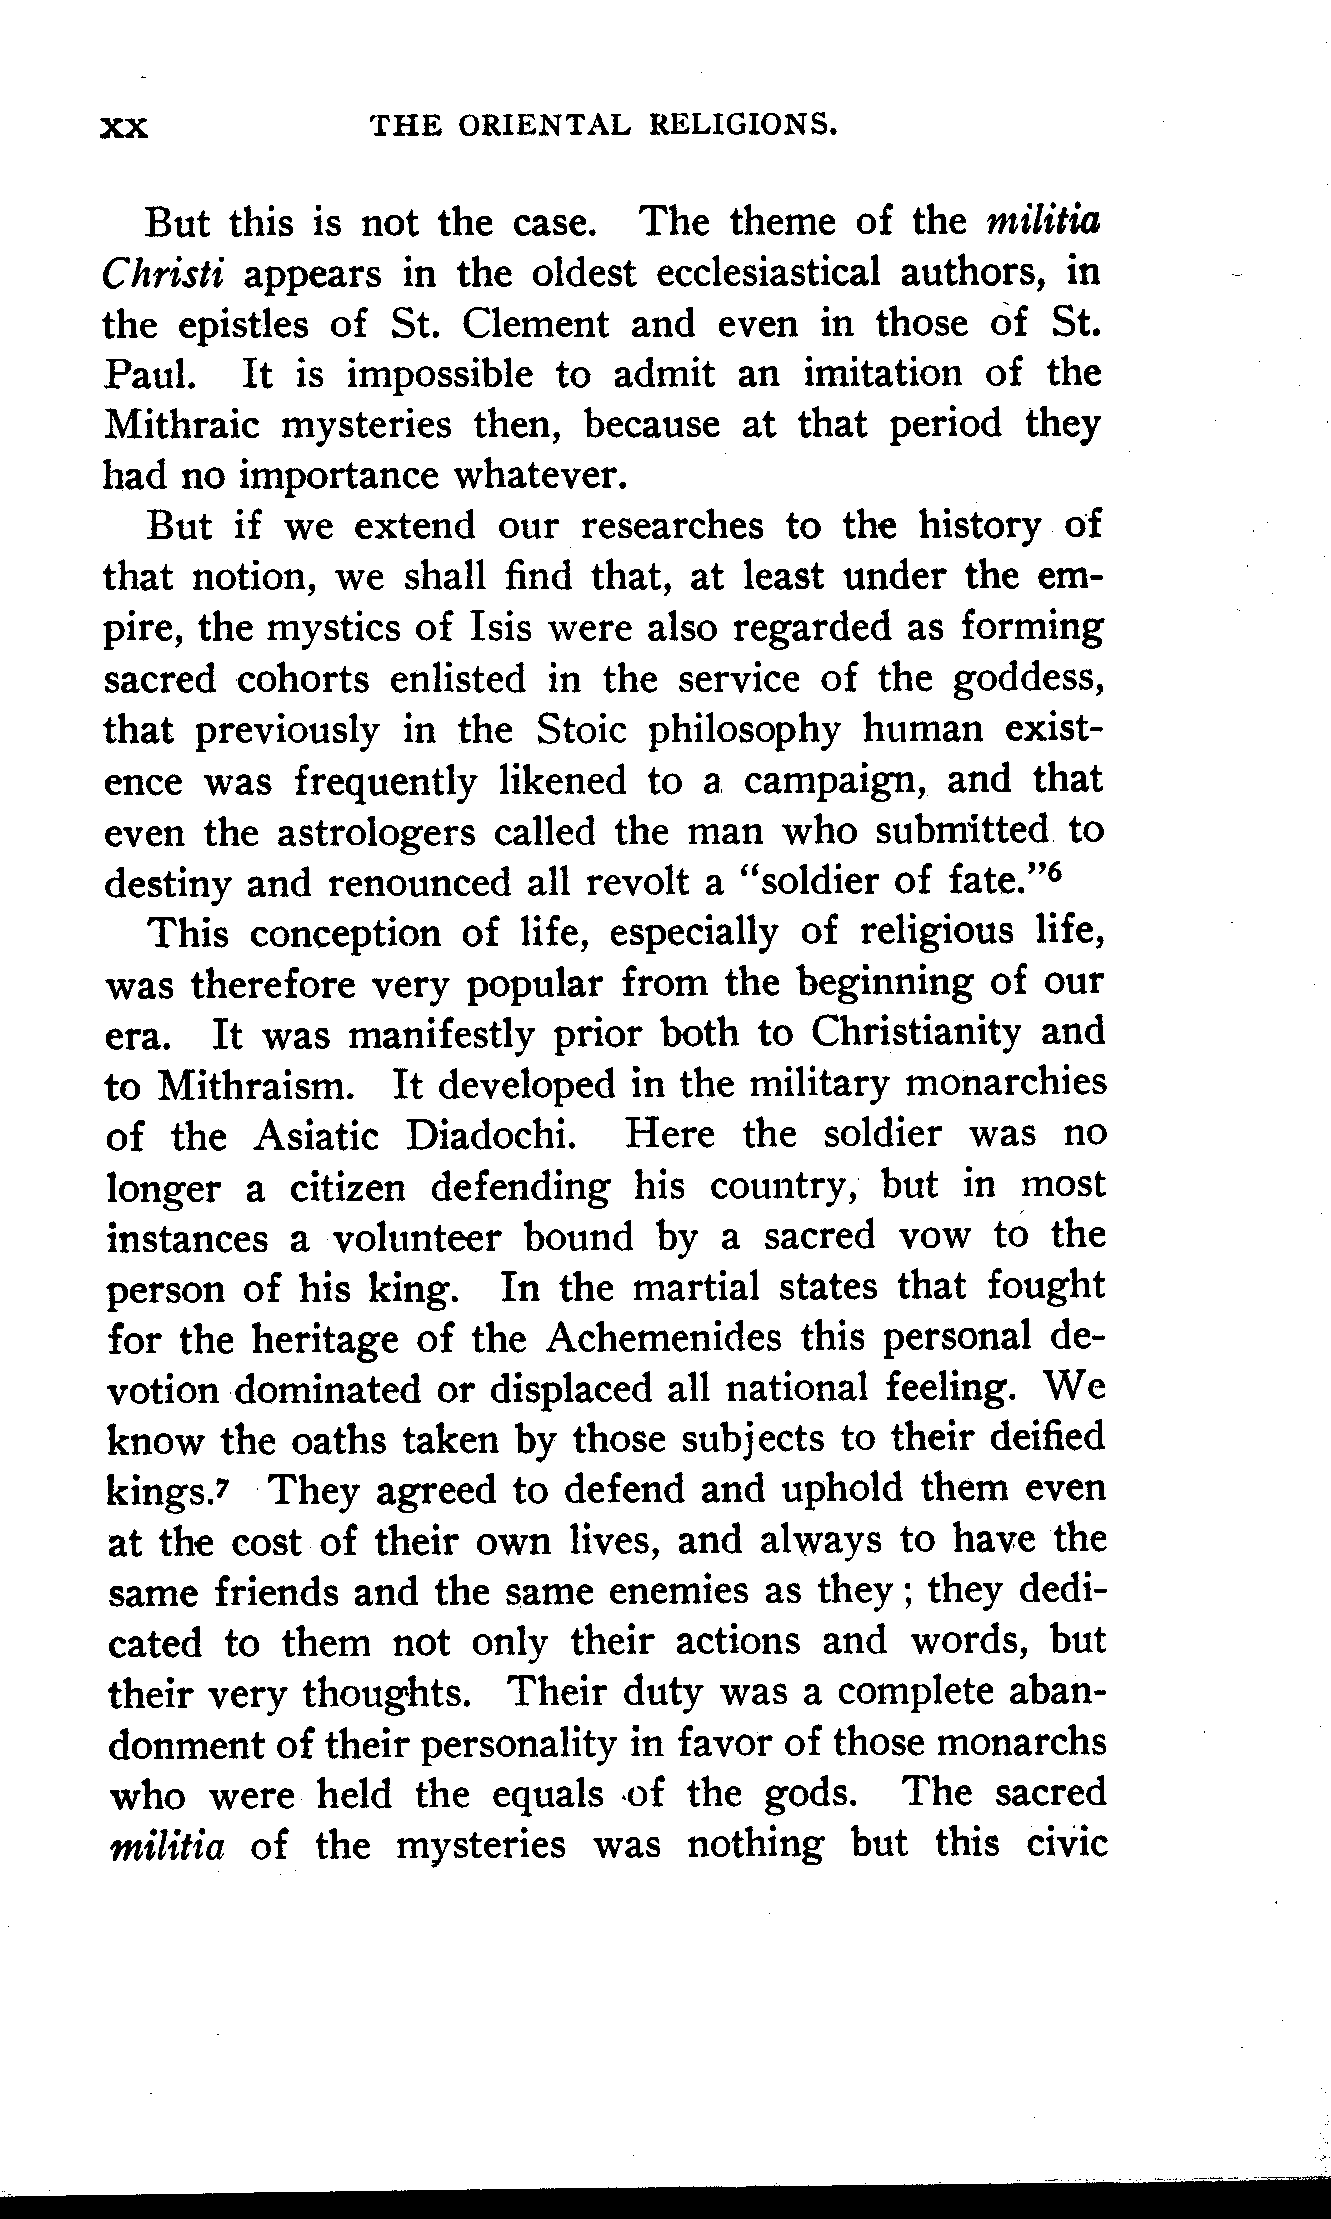 xx THE ORIENTAL RELIGIONS.
But this is not the case. The theme of the militia
Christi appears in the oldest ecclesiastical authors, in
the epistles of St. Clement and even in those of St.
Paul. It is impossible to admit an imitation of the
Mithraic mysteries then, because at that period they
had no importance whatever.
But if we extend our researches to the history of
that notion, we shall find that, at least under the em-
pire, the mystics of Isis were also regarded as forming
sacred cohorts enlisted in the service of the goddess,
that previously in the Stoic philosophy human exist-
ence was frequently likened to a campaign, and that
even the astrologers called the man who submitted to
destiny and renounced all revolt a “soldier of fate.”⁶
This conception of life, especially of religious life,
was therefore very popular from the beginning of our
era. It was manifestly prior both to Christianity and
to Mithraism. It developed in the military monarchies
of the Asiatic Diadochi. Here the soldier was no
longer a citizen defending his country, but in most
instances a volunteer bound by a sacred vow to the
person of his king. In the martial states that fought
for the heritage of the Achemenides this personal de-
votion dominated or displaced all national feeling. We
know the oaths taken by those subjects to their deified
kings.⁷ They agreed to defend and uphold them even
at the cost of their own lives, and always to have the
same friends and the same enemies as they; they dedi-
cated to them not only their actions and words, but
their very thoughts. Their duty was a complete aban-
donment of their personality in favor of those monarchs
who were held the equals of the gods. The sacred
militia of the mysteries was nothing but this civic